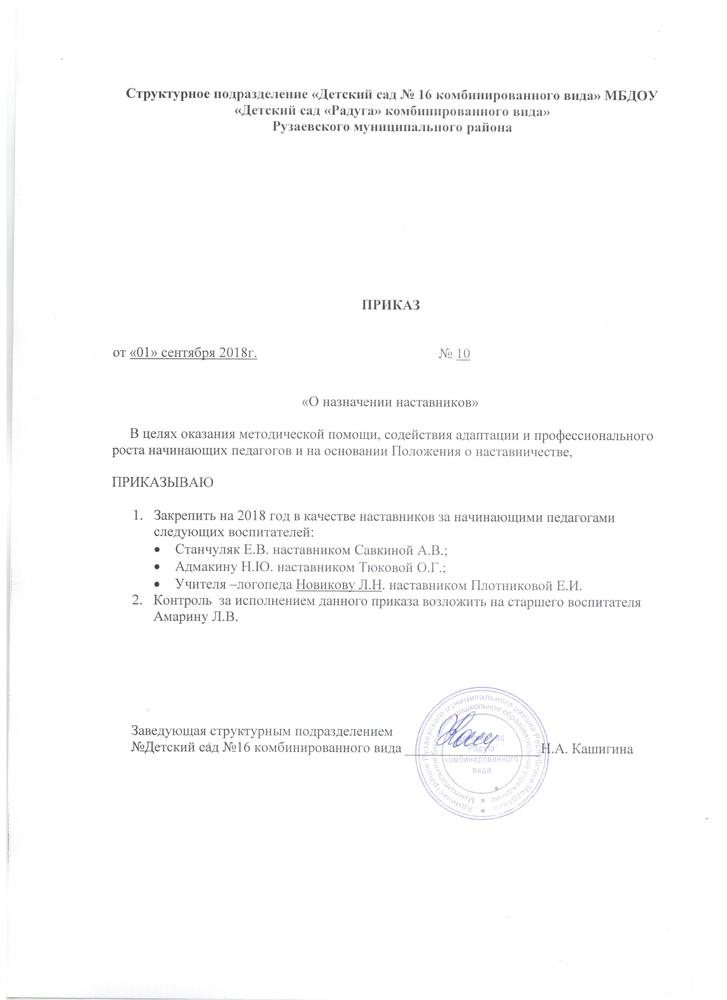 Структурное подразделение «Детский сад № 16 комбинированного вида» МБДОУ
«Детский сад «Радуга» комбинированного вида»
Рузаевского муниципального района
ПРИКАЗ
от «01» сентября 2018г. № 10
«О назначении наставников»
В целях оказания методической помощи, содействия адаптации и профессионального
роста начинающих педагогов и на основании Положения о наставничестве,
ПРИКАЗЫВАЮ
1. Закрепить на 2018 год в качестве наставников за начинающими педагогами
следующих воспитателей:
• Станчуляк Е.В. наставником Савкиной А.В.;
• Адмакину Н.Ю. наставником Тюковой О.Г.;
• Учителя –логопеда Новикову Л.Н. наставником Плотниковой Е.И.
2. Контроль за исполнением данного приказа возложить на старшего воспитателя
Амарину Л.В.
Заведующая структурным подразделением
№Детский сад №16 комбинированного вида ____________________Н.А. Кашигина
Администрация Рузаевского муниципального района Республики Мордовия
Муниципальное бюджетное дошкольное образовательное учреждение
детский сад
"Радуга"
комбинированного
вида